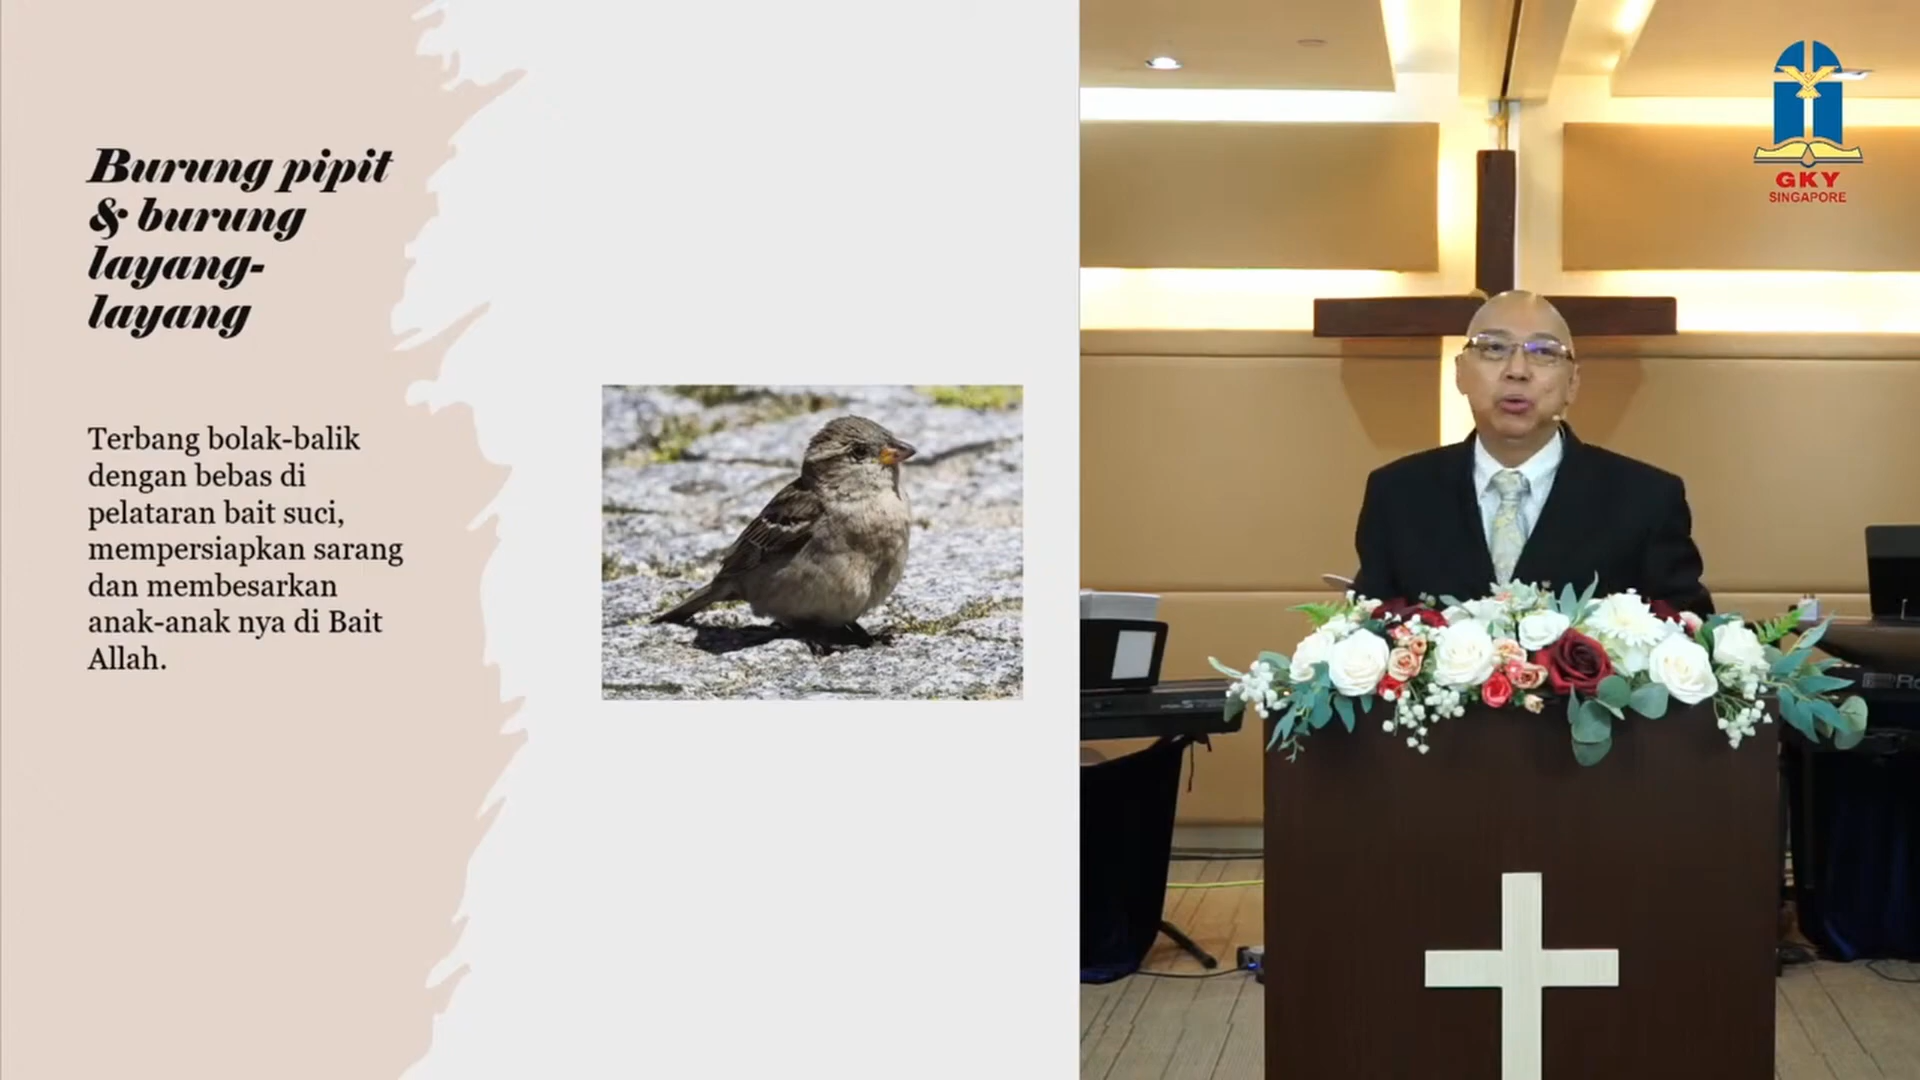 Burung pipit
& burung
layang-
layang
Terbang bolak-balik
dengan bebas di
pelataran bait suci,
mempersiapkan sarang
dan membesarkan
anak-anak nya di Bait
Allah.
GKY
SINGAPORE